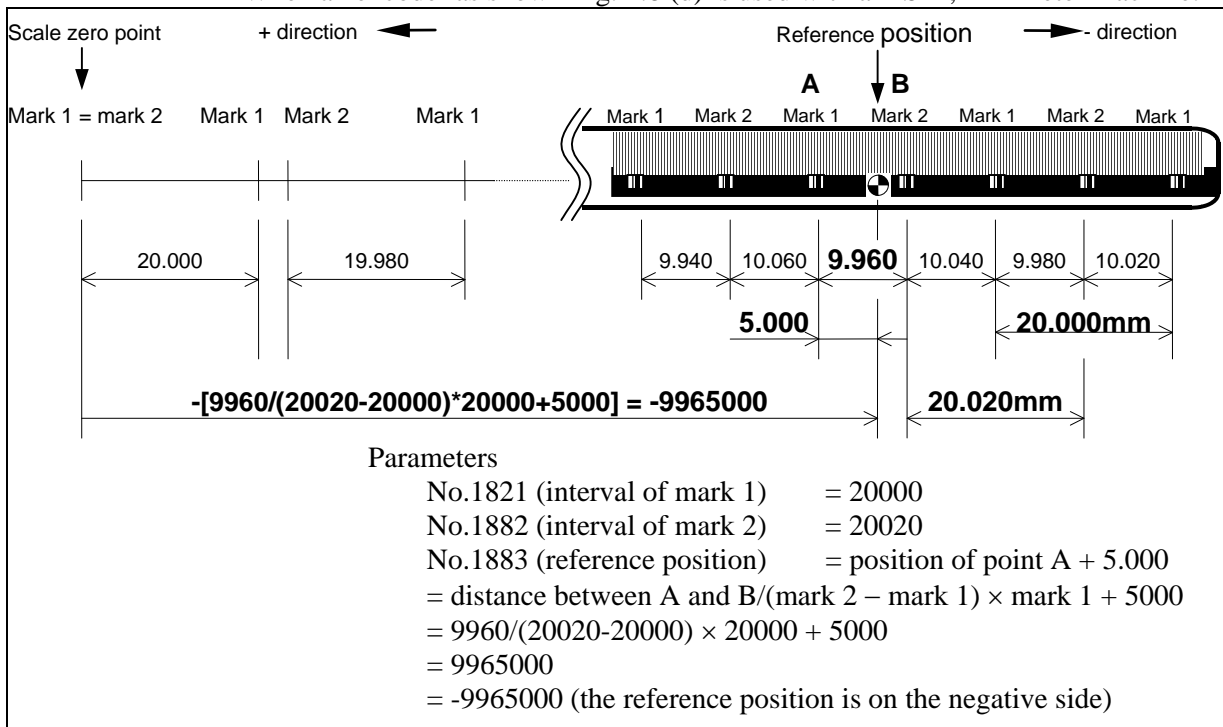 Scale zero point + direction Reference position - direction
A B
Mark 1 = mark 2 Mark 1 Mark 2 Mark 1 Mark 1 Mark 2 Mark 1 Mark 2 Mark 1 Mark 2 Mark 1
20.000 19.980 9.940 10.060 9.960 10.040 9.980 10.020
5.000 20.000mm
-[9960/(20020-20000)*20000+5000] = -9965000 20.020mm
Parameters
No.1821 (interval of mark 1) = 20000
No.1882 (interval of mark 2) = 20020
No.1883 (reference position) = position of point A + 5.000
= distance between A and B/(mark 2 − mark 1) × mark 1 + 5000
= 9960/(20020-20000) × 20000 + 5000
= 9965000
= -9965000 (the reference position is on the negative side)